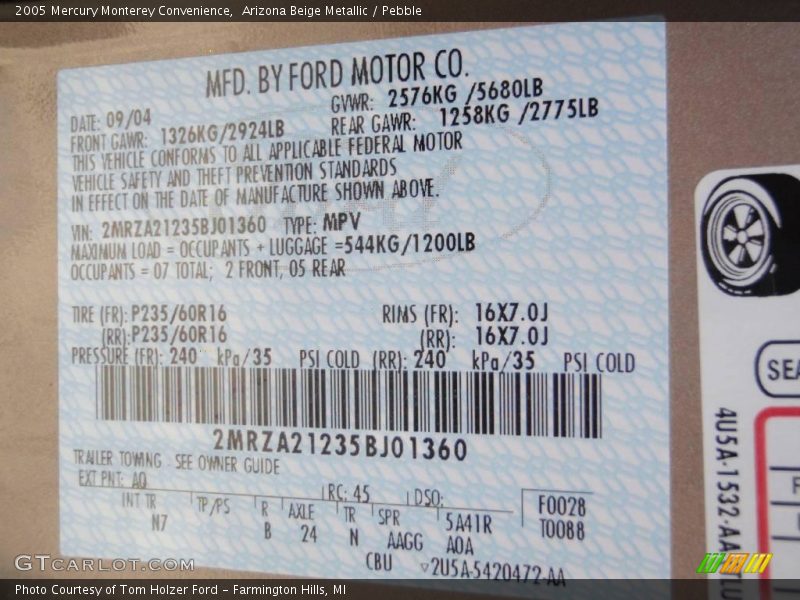 2005 Mercury Monterey Convenience, Arizona Beige Metallic / Pebble
MFD. BY FORD MOTOR CO.
DATE: 09/04 GVWR: 2576KG /5680LB
FRONT GAWR: 1326KG/2924LB REAR GAWR: 1258KG /2775LB
THIS VEHICLE CONFORMS TO ALL APPLICABLE FEDERAL MOTOR
VEHICLE SAFETY AND THEFT PREVENTION STANDARDS
IN EFFECT ON THE DATE OF MANUFACTURE SHOWN ABOVE.
VIN: 2MRZA21235BJ01360 TYPE: MPV
MAXIMUM LOAD = OCCUPANTS + LUGGAGE =544KG/1200LB
OCCUPANTS = 07 TOTAL; 2 FRONT, 05 REAR
TIRE (FR): P235/60R16 RIMS (FR): 16X7.0J
(RR): P235/60R16 (RR): 16X7.0J
PRESSURE (FR): 240 kPa/35 PSI COLD (RR): 240 kPa/35 PSI COLD
2MRZA21235BJ01360
TRAILER TOWING - SEE OWNER GUIDE
EXT PNT: AQ RC: 45 DSO:
INT TR TP/PS R AXLE TR SPR 5A41R F0028
N7 B 24 N AAGG A0A T0088
CBU ▽2U5A-5420472-AA
SEA
4U5A-1532-AA
GTCARLOT.COM
Photo Courtesy of Tom Holzer Ford – Farmington Hills, MI